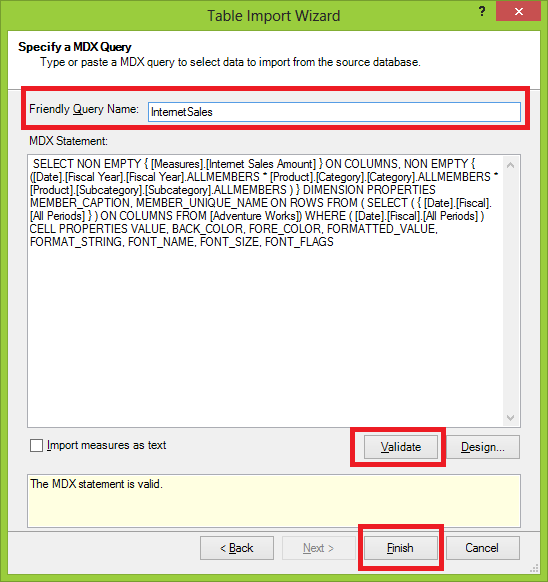 Table Import Wizard
?
Specify a MDX Query
Type or paste a MDX query to select data to import from the source database.
Friendly Query Name:
InternetSales
MDX Statement:
SELECT NON EMPTY { [Measures].[Internet Sales Amount] } ON COLUMNS, NON EMPTY {
([Date].[Fiscal Year].[Fiscal Year].ALLMEMBERS * [Product].[Category].[Category].ALLMEMBERS *
[Product].[Subcategory].[Subcategory].ALLMEMBERS ) } DIMENSION PROPERTIES
MEMBER_CAPTION, MEMBER_UNIQUE_NAME ON ROWS FROM ( SELECT ( { [Date].[Fiscal].
[All Periods] } ) ON COLUMNS FROM [Adventure Works]) WHERE ( [Date].[Fiscal].[All Periods] )
CELL PROPERTIES VALUE, BACK_COLOR, FORE_COLOR, FORMATTED_VALUE,
FORMAT_STRING, FONT_NAME, FONT_SIZE, FONT_FLAGS
Import measures as text
Validate
Design...
The MDX statement is valid.
< Back
Next >
Finish
Cancel